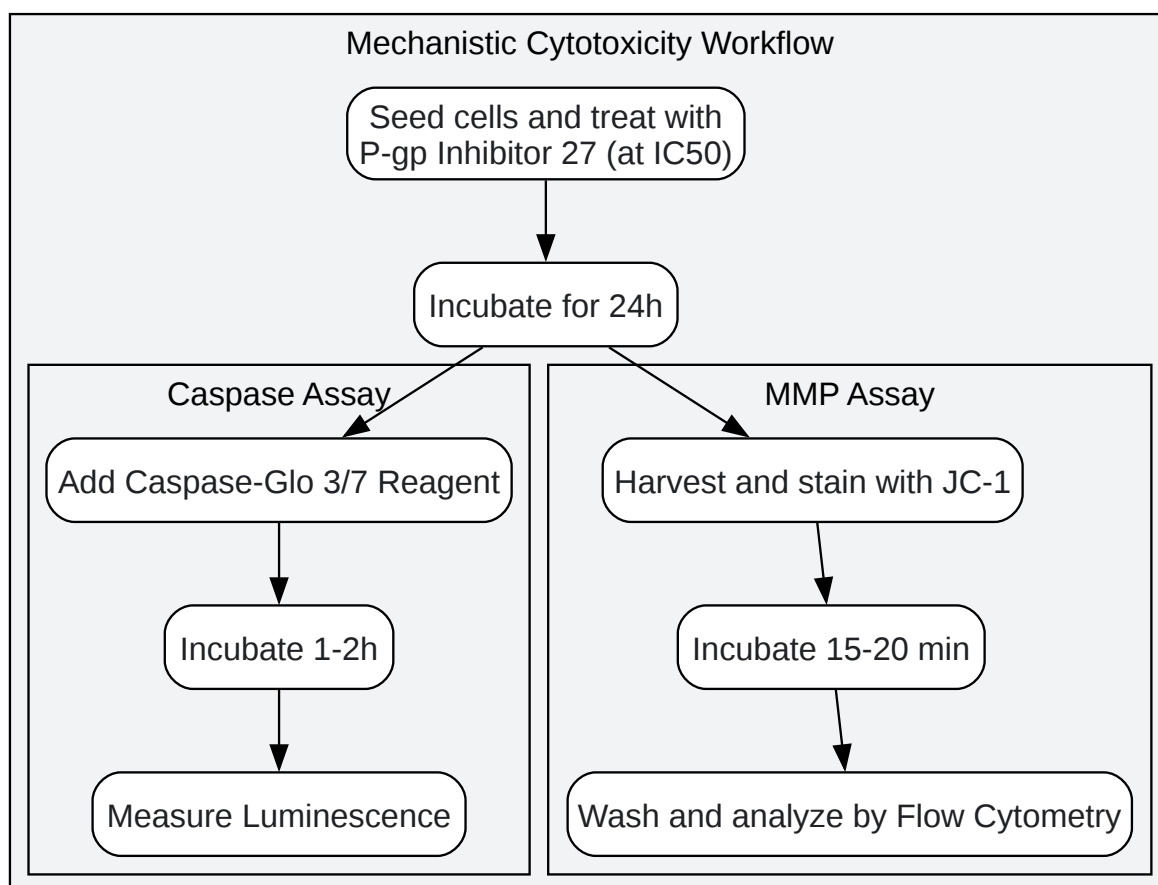 Mechanistic Cytotoxicity Workflow
Seed cells and treat with
P-gp Inhibitor 27 (at IC50)
Incubate for 24h
Caspase Assay
Add Caspase-Glo 3/7 Reagent
Incubate 1-2h
Measure Luminescence
MMP Assay
Harvest and stain with JC-1
Incubate 15-20 min
Wash and analyze by Flow Cytometry